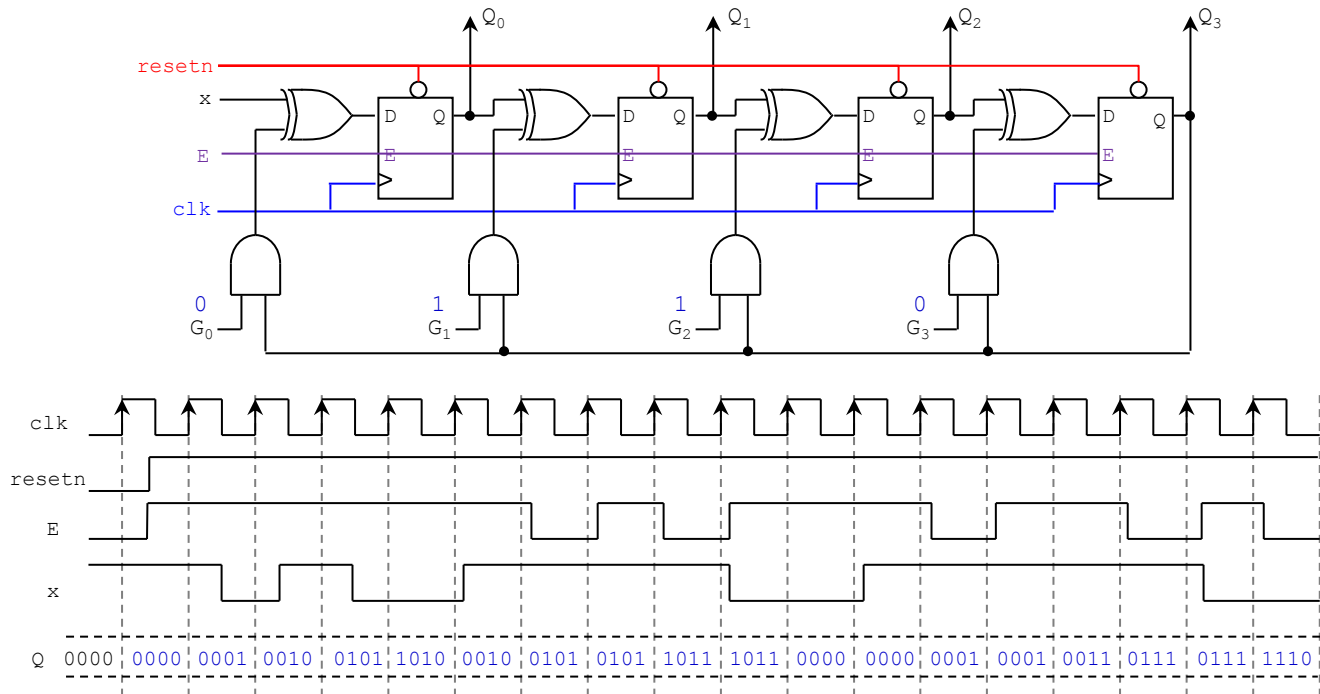 Q0 Q1 Q2 Q3
resetn
x
D Q D Q D Q D Q
E E E E E
clk
0 1 1 0
G0 G1 G2 G3
clk
resetn
E
x
Q 0000 0000 0001 0010 0101 1010 0010 0101 0101 1011 1011 0000 0000 0001 0001 0011 0111 0111 1110